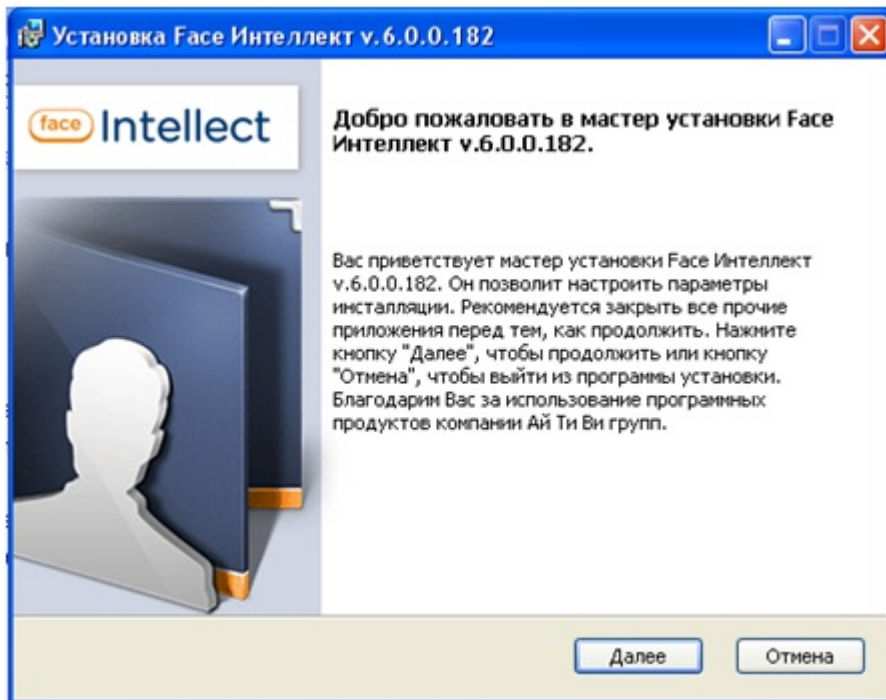 Установка Face Интеллект v.6.0.0.182
face Intellect
Добро пожаловать в мастер установки Face
Интеллект v.6.0.0.182.
Вас приветствует мастер установки Face Интеллект
v.6.0.0.182. Он позволит настроить параметры
инсталляции. Рекомендуется закрыть все прочие
приложения перед тем, как продолжить. Нажмите
кнопку "Далее", чтобы продолжить или кнопку
"Отмена", чтобы выйти из программы установки.
Благодарим Вас за использование программных
продуктов компании Ай Ти Ви групп.
Далее
Отмена